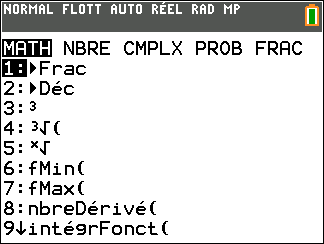 NORMAL FLOTT AUTO RÉEL RAD MP
MATH NBRE CMPLX PROB FRAC
1:▶Frac
2:▶Déc
3:³
4:³√(
5:ˣ√
6:fMin(
7:fMax(
8:nbreDérivé(
9↓intégrFonct(